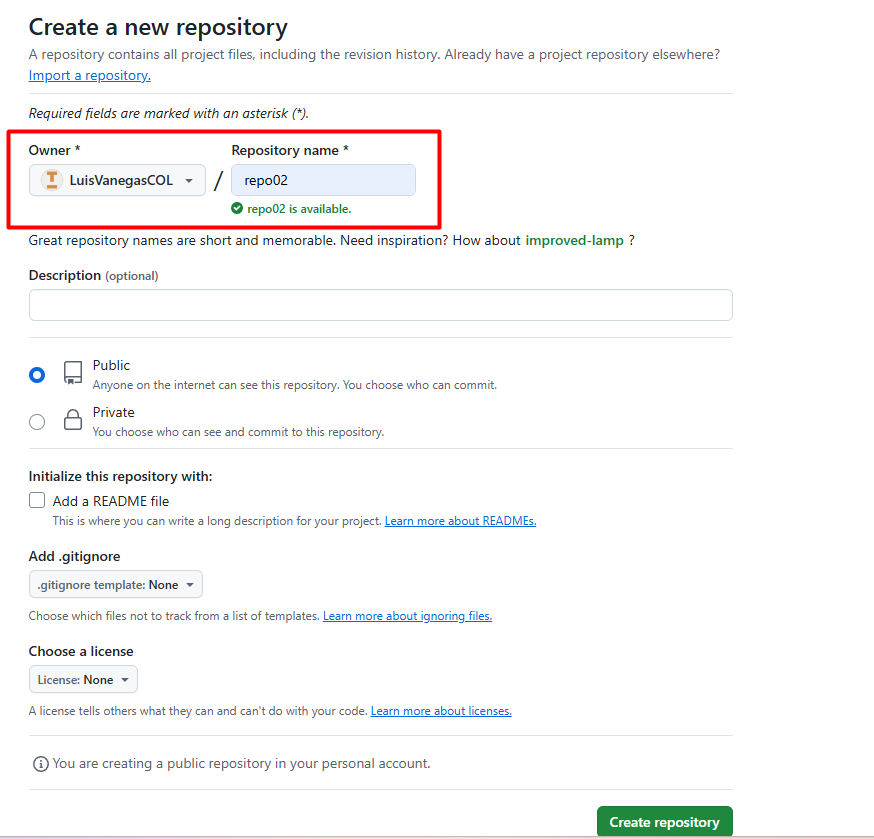 Create a new repository
A repository contains all project files, including the revision history. Already have a project repository elsewhere?
Import a repository.
Required fields are marked with an asterisk (*).
Owner * Repository name *
LuisVanegasCOL / repo02
repo02 is available.
Great repository names are short and memorable. Need inspiration? How about improved-lamp ?
Description (optional)
Public
Anyone on the internet can see this repository. You choose who can commit.
Private
You choose who can see and commit to this repository.
Initialize this repository with:
Add a README file
This is where you can write a long description for your project. Learn more about READMEs.
Add .gitignore
.gitignore template: None
Choose which files not to track from a list of templates. Learn more about ignoring files.
Choose a license
License: None
A license tells others what they can and can't do with your code. Learn more about licenses.
You are creating a public repository in your personal account.
Create repository